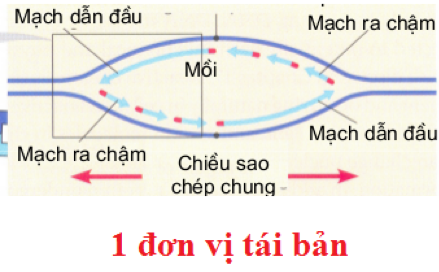 Mạch dẫn đầu
Mạch ra chậm
Mồi
Mạch ra chậm
Mạch dẫn đầu
Chiều sao
chép chung
1 đơn vị tái bản